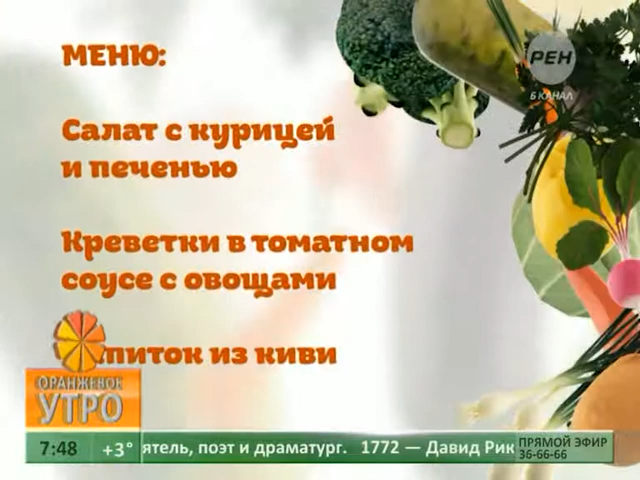 МЕНЮ:
РЕН
6 КАНАЛ
Салат с курицей
и печенью
Креветки в томатном
соусе с овощами
питок из киви
ОРАНЖЕВОЕ
УТРО
7:48 +3° ятель, поэт и драматург. 1772 — Давид Рик
ПРЯМОЙ ЭФИР
36-66-66